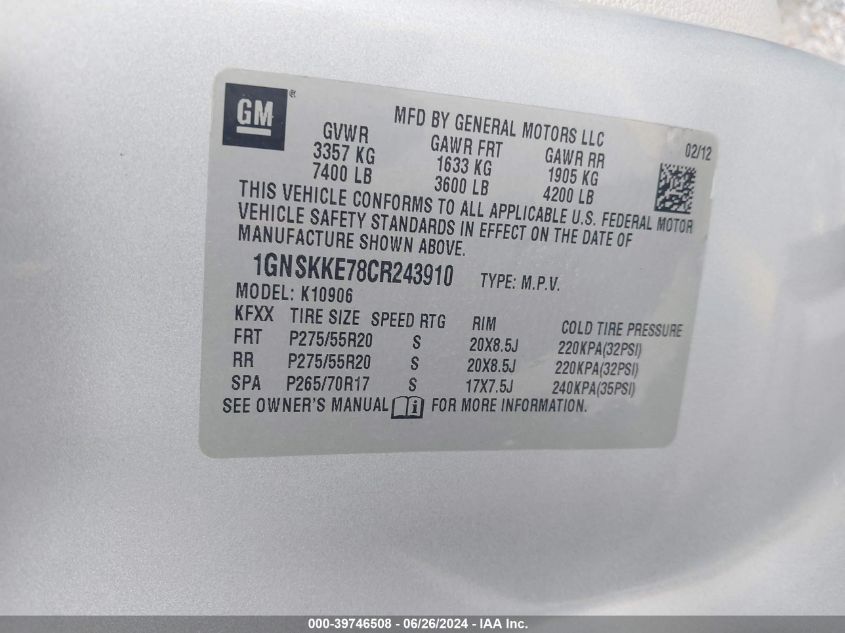 GM®
MFD BY GENERAL MOTORS LLC
02/12
GVWR GAWR FRT GAWR RR
3357 KG 1633 KG 1905 KG
7400 LB 3600 LB 4200 LB
THIS VEHICLE CONFORMS TO ALL APPLICABLE U.S. FEDERAL MOTOR
VEHICLE SAFETY STANDARDS IN EFFECT ON THE DATE OF
MANUFACTURE SHOWN ABOVE.
1GNSKKE78CR243910 TYPE: M.P.V.
MODEL: K10906
KFXX TIRE SIZE SPEED RTG RIM COLD TIRE PRESSURE
FRT P275/55R20 S 20X8.5J 220KPA(32PSI)
RR P275/55R20 S 20X8.5J 220KPA(32PSI)
SPA P265/70R17 S 17X7.5J 240KPA(35PSI)
SEE OWNER'S MANUAL i FOR MORE INFORMATION.
000-39746508 - 06/26/2024 - IAA Inc.